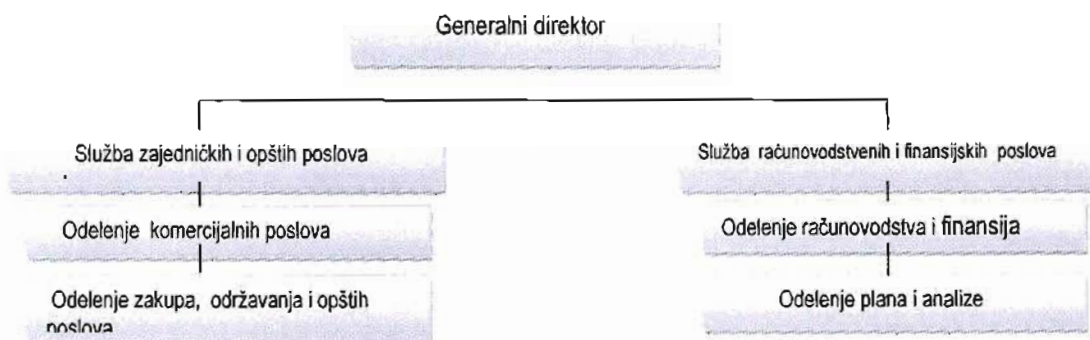 Generalni direktor
Služba zajedničkih i opštih poslova
Odelenje komercijalnih poslova
Odelenje zakupa, održavanja i opštih
poslova
Služba računovodstvenih i finansijskih poslova
Odelenje računovodstva i finansija
Odelenje plana i analize